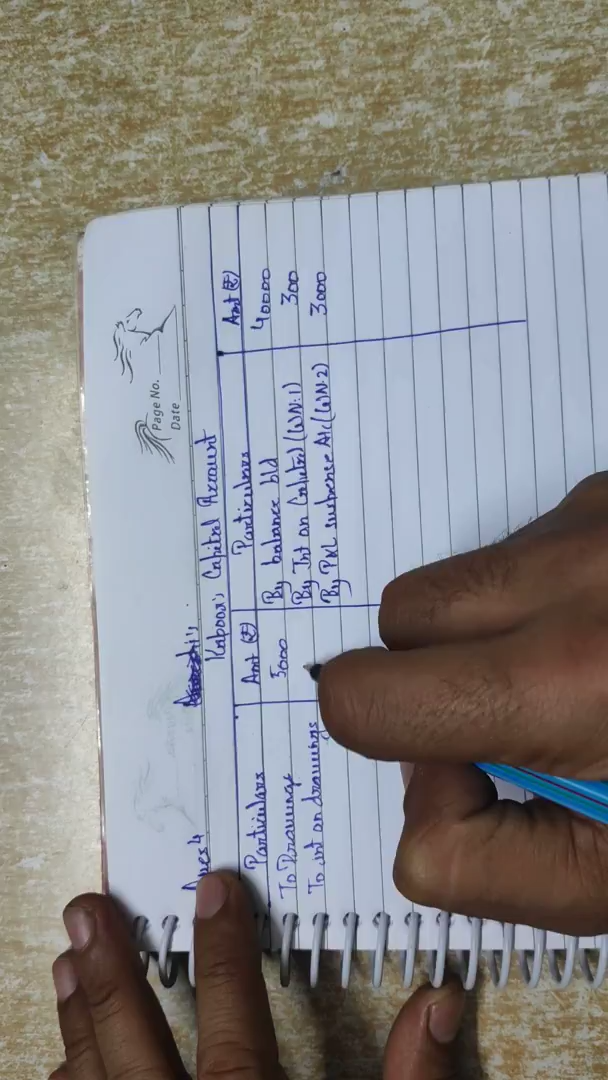 Page No.
Date
Ques 4
Kapoor's Capital Account
Particulars Amt (₹) Particulars Amt (₹)
To Drawings 5000 By balance b/d 40000
To int on drawings By Int on Capital (WN:1) 300
By P&L suspense A/c (WN:2) 3000